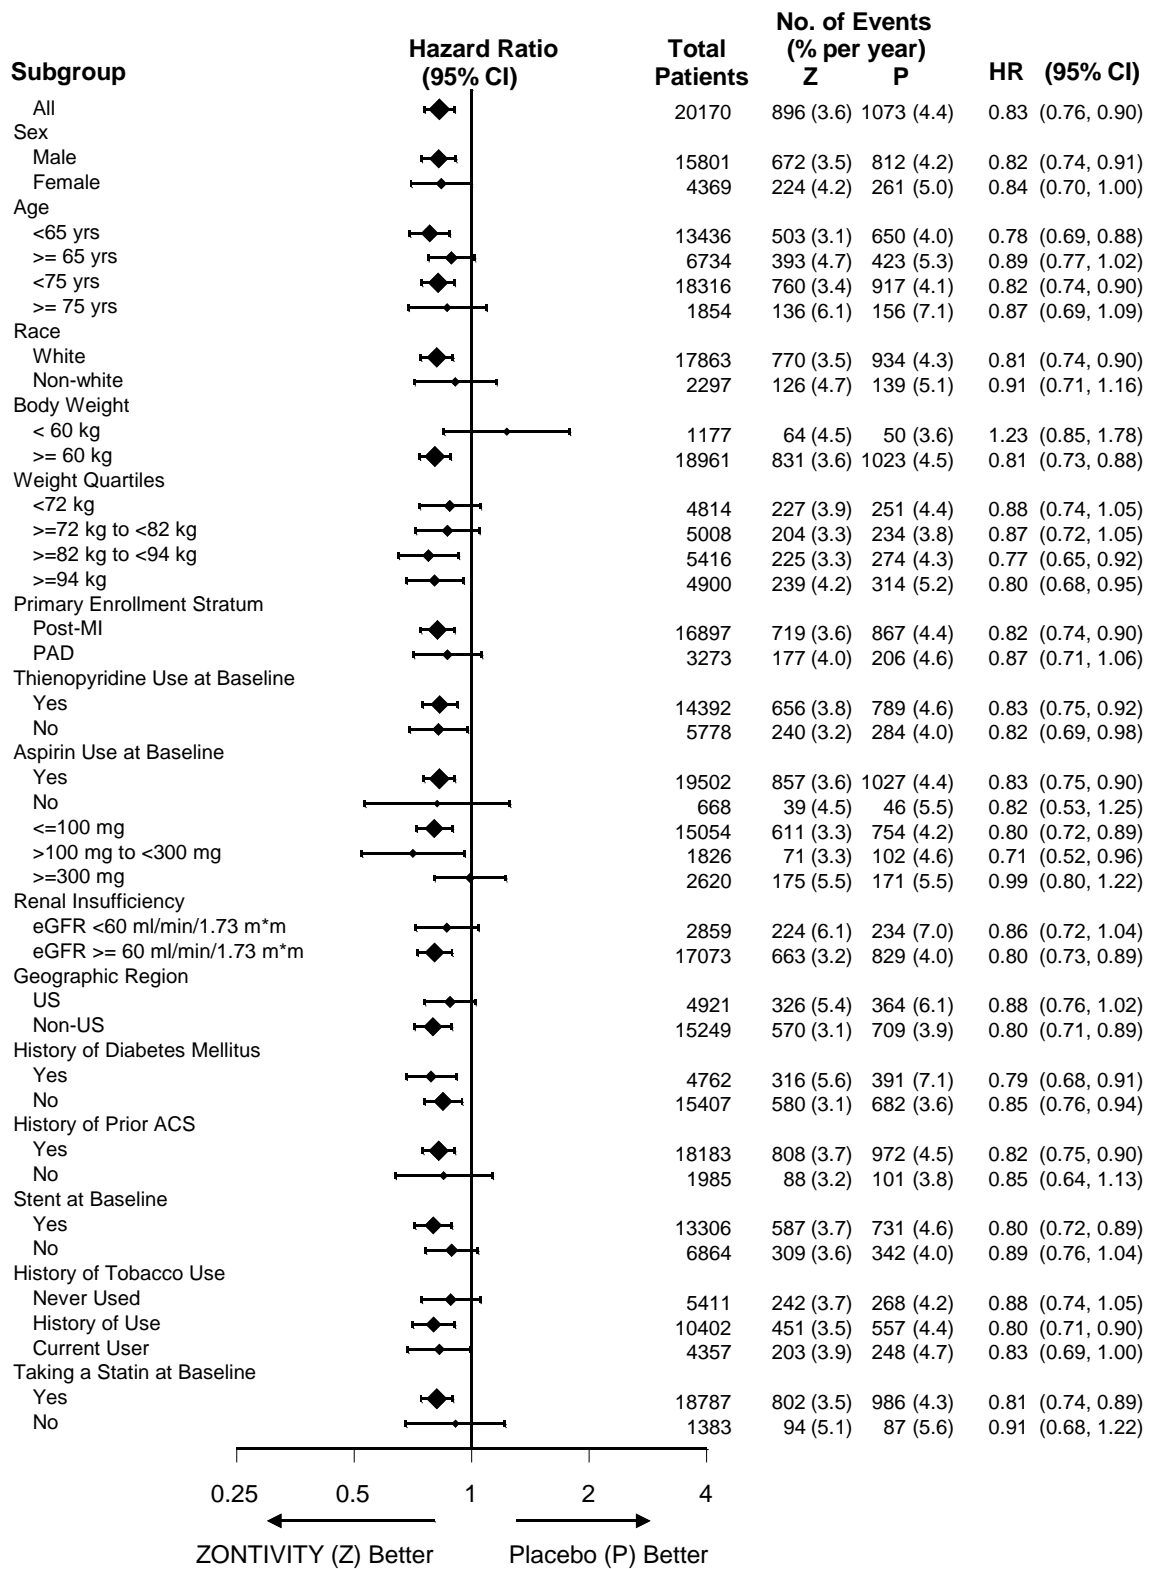 No. of Events
Hazard Ratio Total (% per year)
Subgroup (95% CI) Patients Z P HR (95% CI)
All 20170 896 (3.6) 1073 (4.4) 0.83 (0.76, 0.90)
Sex
Male 15801 672 (3.5) 812 (4.2) 0.82 (0.74, 0.91)
Female 4369 224 (4.2) 261 (5.0) 0.84 (0.70, 1.00)
Age
<65 yrs 13436 503 (3.1) 650 (4.0) 0.78 (0.69, 0.88)
>= 65 yrs 6734 393 (4.7) 423 (5.3) 0.89 (0.77, 1.02)
<75 yrs 18316 760 (3.4) 917 (4.1) 0.82 (0.74, 0.90)
>= 75 yrs 1854 136 (6.1) 156 (7.1) 0.87 (0.69, 1.09)
Race
White 17863 770 (3.5) 934 (4.3) 0.81 (0.74, 0.90)
Non-white 2297 126 (4.7) 139 (5.1) 0.91 (0.71, 1.16)
Body Weight
< 60 kg 1177 64 (4.5) 50 (3.6) 1.23 (0.85, 1.78)
>= 60 kg 18961 831 (3.6) 1023 (4.5) 0.81 (0.73, 0.88)
Weight Quartiles
<72 kg 4814 227 (3.9) 251 (4.4) 0.88 (0.74, 1.05)
>=72 kg to <82 kg 5008 204 (3.3) 234 (3.8) 0.87 (0.72, 1.05)
>=82 kg to <94 kg 5416 225 (3.3) 274 (4.3) 0.77 (0.65, 0.92)
>=94 kg 4900 239 (4.2) 314 (5.2) 0.80 (0.68, 0.95)
Primary Enrollment Stratum
Post-MI 16897 719 (3.6) 867 (4.4) 0.82 (0.74, 0.90)
PAD 3273 177 (4.0) 206 (4.6) 0.87 (0.71, 1.06)
Thienopyridine Use at Baseline
Yes 14392 656 (3.8) 789 (4.6) 0.83 (0.75, 0.92)
No 5778 240 (3.2) 284 (4.0) 0.82 (0.69, 0.98)
Aspirin Use at Baseline
Yes 19502 857 (3.6) 1027 (4.4) 0.83 (0.75, 0.90)
No 668 39 (4.5) 46 (5.5) 0.82 (0.53, 1.25)
<=100 mg 15054 611 (3.3) 754 (4.2) 0.80 (0.72, 0.89)
>100 mg to <300 mg 1826 71 (3.3) 102 (4.6) 0.71 (0.52, 0.96)
>=300 mg 2620 175 (5.5) 171 (5.5) 0.99 (0.80, 1.22)
Renal Insufficiency
eGFR <60 ml/min/1.73 m*m 2859 224 (6.1) 234 (7.0) 0.86 (0.72, 1.04)
eGFR >= 60 ml/min/1.73 m*m 17073 663 (3.2) 829 (4.0) 0.80 (0.73, 0.89)
Geographic Region
US 4921 326 (5.4) 364 (6.1) 0.88 (0.76, 1.02)
Non-US 15249 570 (3.1) 709 (3.9) 0.80 (0.71, 0.89)
History of Diabetes Mellitus
Yes 4762 316 (5.6) 391 (7.1) 0.79 (0.68, 0.91)
No 15407 580 (3.1) 682 (3.6) 0.85 (0.76, 0.94)
History of Prior ACS
Yes 18183 808 (3.7) 972 (4.5) 0.82 (0.75, 0.90)
No 1985 88 (3.2) 101 (3.8) 0.85 (0.64, 1.13)
Stent at Baseline
Yes 13306 587 (3.7) 731 (4.6) 0.80 (0.72, 0.89)
No 6864 309 (3.6) 342 (4.0) 0.89 (0.76, 1.04)
History of Tobacco Use
Never Used 5411 242 (3.7) 268 (4.2) 0.88 (0.74, 1.05)
History of Use 10402 451 (3.5) 557 (4.4) 0.80 (0.71, 0.90)
Current User 4357 203 (3.9) 248 (4.7) 0.83 (0.69, 1.00)
Taking a Statin at Baseline
Yes 18787 802 (3.5) 986 (4.3) 0.81 (0.74, 0.89)
No 1383 94 (5.1) 87 (5.6) 0.91 (0.68, 1.22)
0.25 0.5 1 2 4
ZONTIVITY (Z) Better Placebo (P) Better